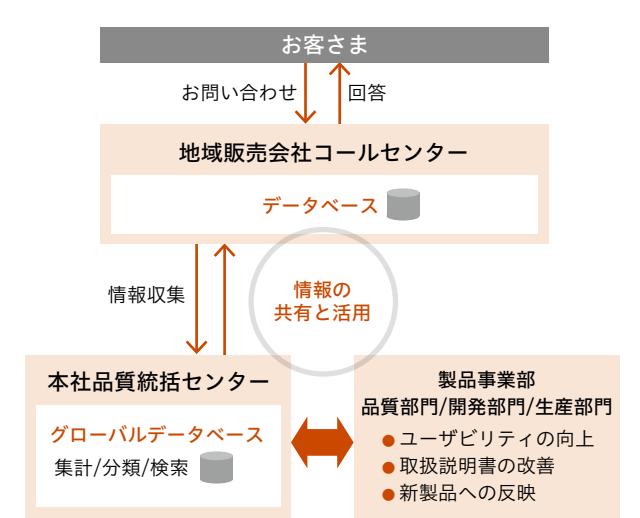 お客さま
お問い合わせ
回答
地域販売会社コールセンター
データベース
情報収集
情報の
共有と活用
本社品質統括センター
グローバルデータベース
集計/分類/検索
製品事業部
品質部門/開発部門/生産部門
●ユーザビリティの向上
●取扱説明書の改善
●新製品への反映